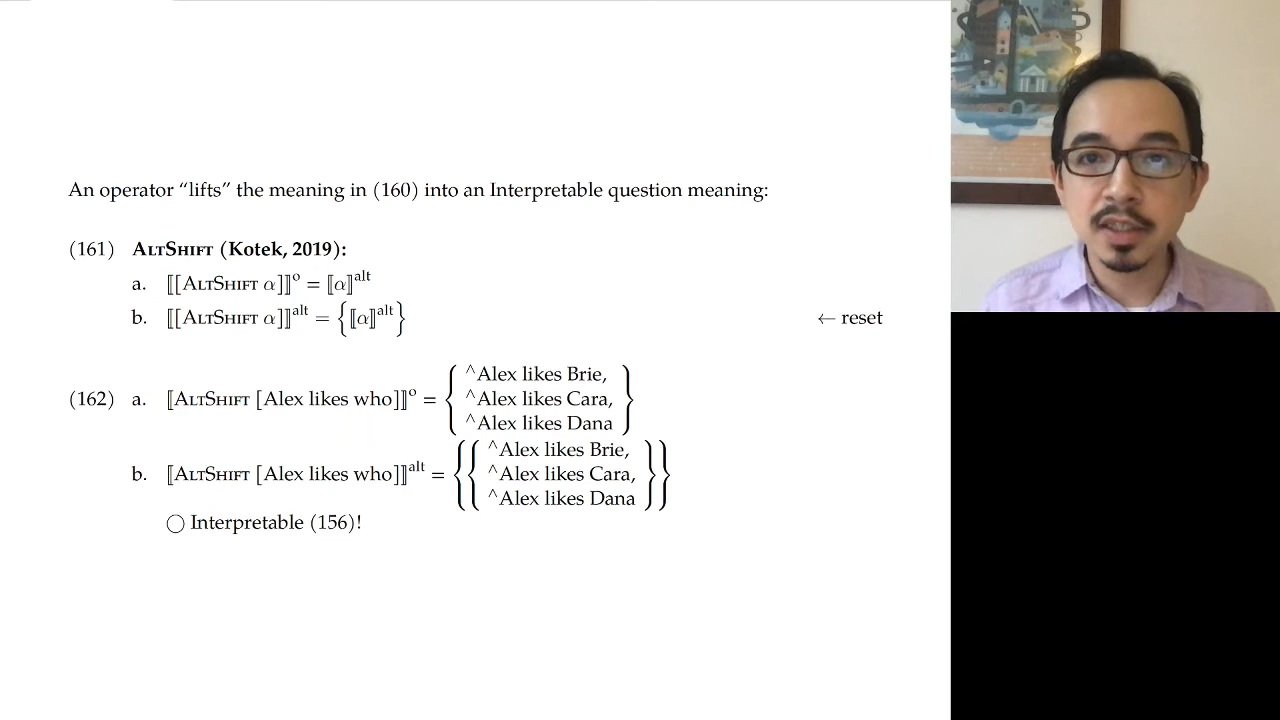 An operator “lifts” the meaning in (160) into an Interpretable question meaning:
(161) ALTSHIFT (Kotek, 2019):
a. ⟦[ALTSHIFT α]⟧ᵒ = ⟦α⟧ᵃˡᵗ
b. ⟦[ALTSHIFT α]⟧ᵃˡᵗ = {⟦α⟧ᵃˡᵗ} ← reset
(162) a. ⟦ALTSHIFT [Alex likes who]⟧ᵒ = { ^Alex likes Brie,
^Alex likes Cara,
^Alex likes Dana }
b. ⟦ALTSHIFT [Alex likes who]⟧ᵃˡᵗ = {{ ^Alex likes Brie,
^Alex likes Cara,
^Alex likes Dana }}
◯ Interpretable (156)!